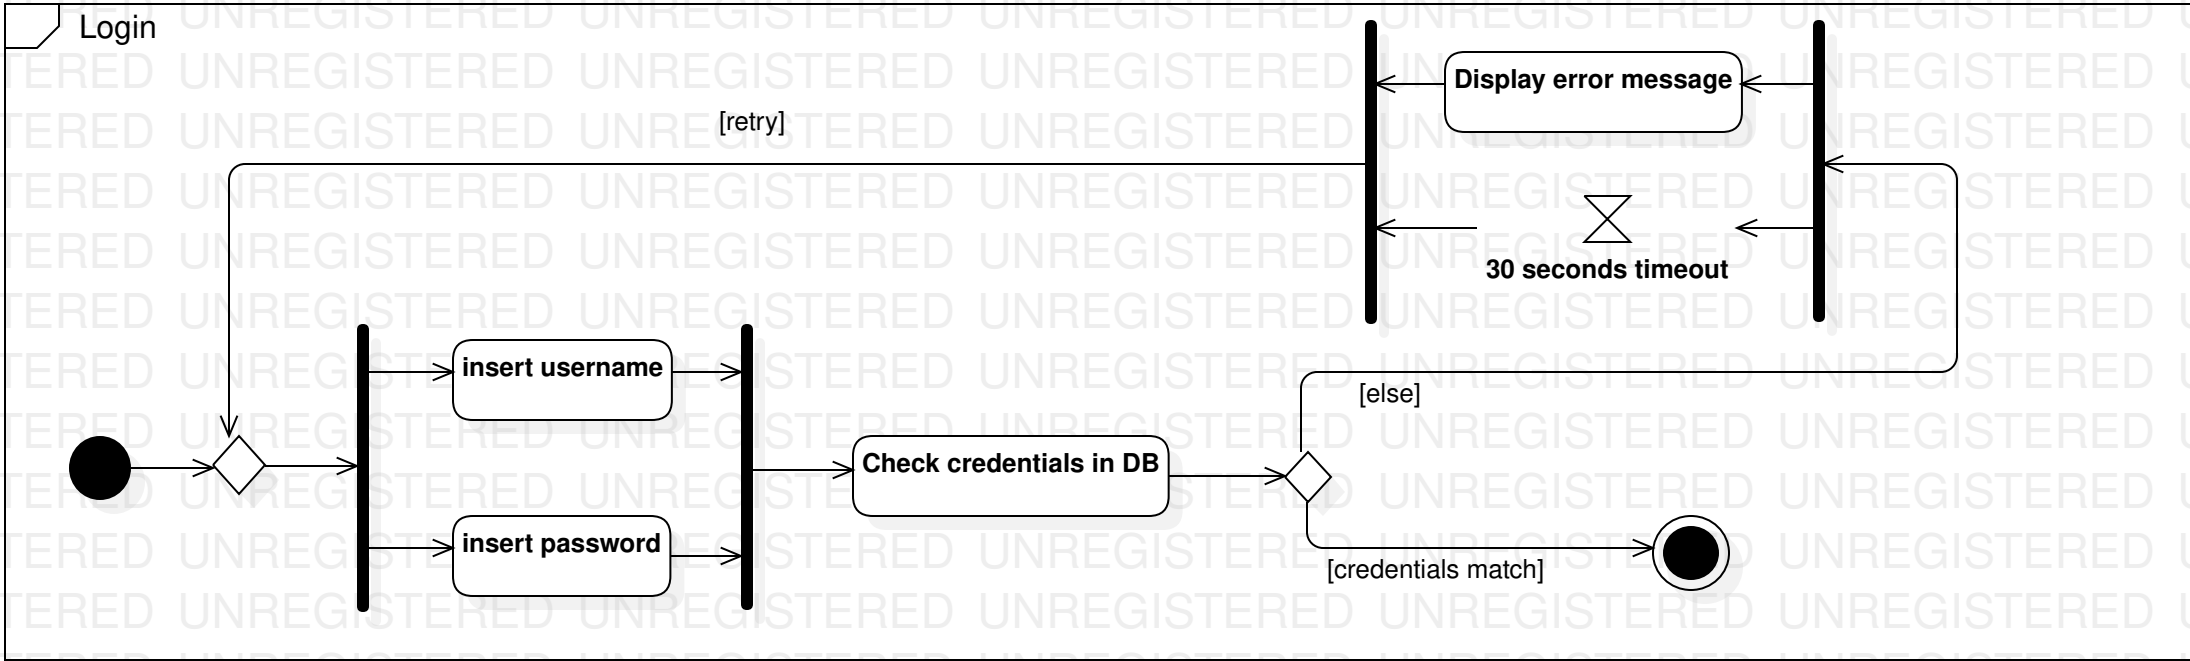 Login
Display error message
[retry]
30 seconds timeout
insert username
[else]
Check credentials in DB
insert password
[credentials match]
UNREGISTERED